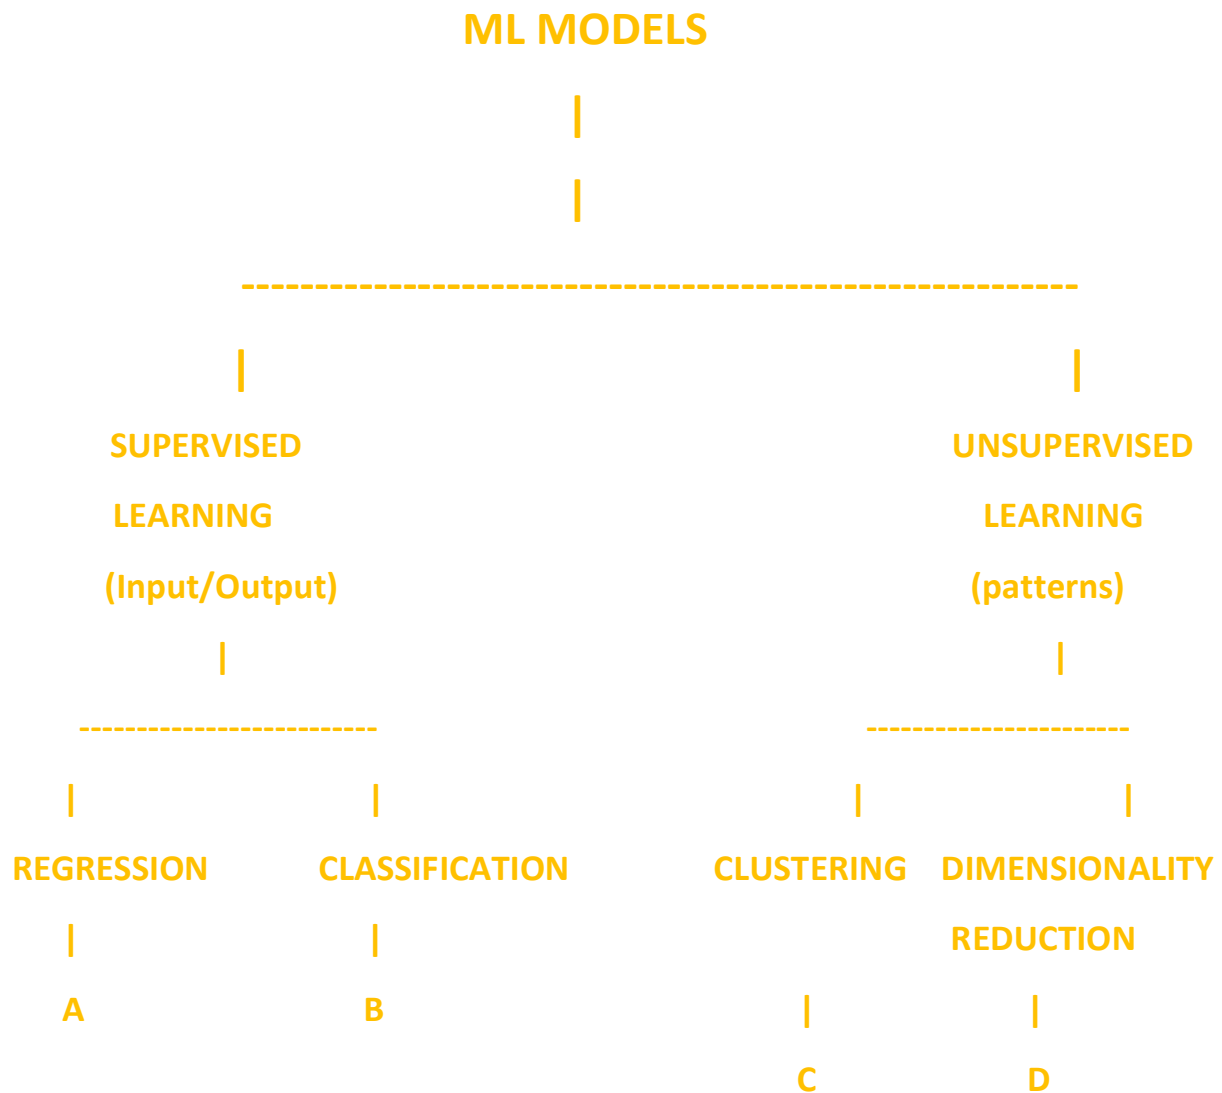 ML MODELS
|
|
---------------------------------------------------------
| |
SUPERVISED UNSUPERVISED
LEARNING LEARNING
(Input/Output) (patterns)
| |
-------------------------- -----------------------
| | | |
REGRESSION CLASSIFICATION CLUSTERING DIMENSIONALITY
| | REDUCTION
A B | |
C D